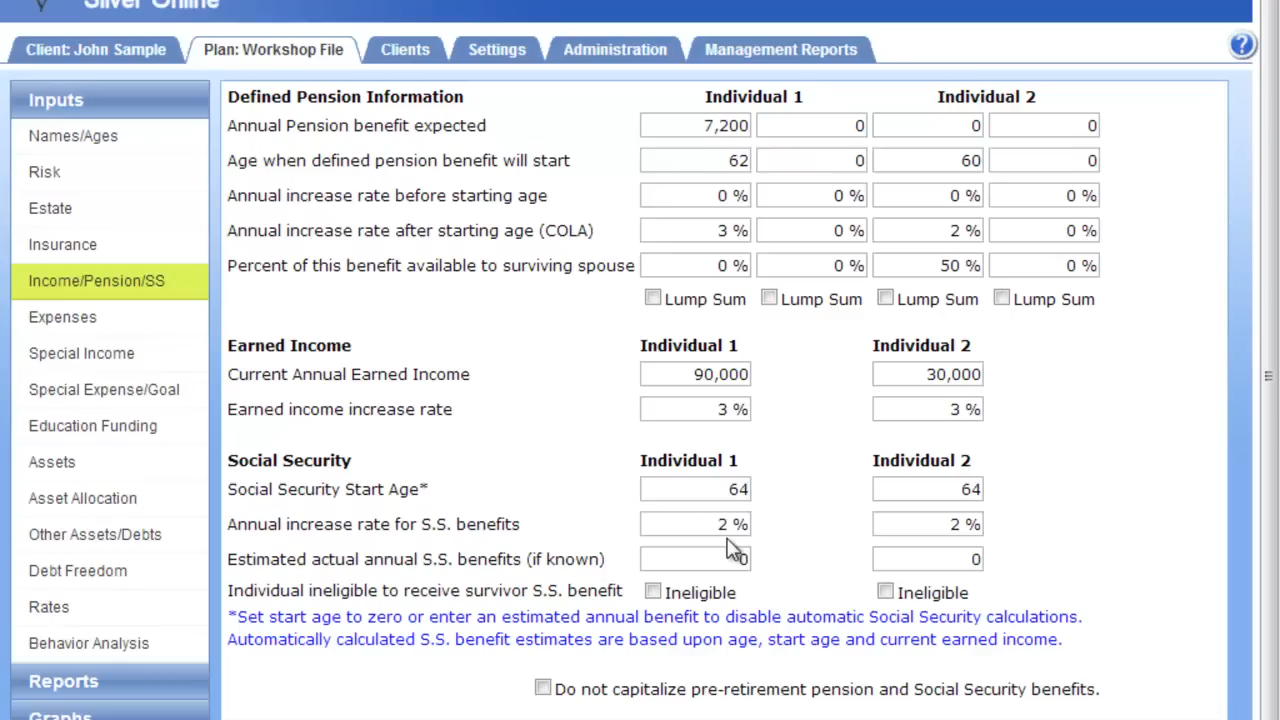 Silver Online
Client: John Sample Plan: Workshop File Clients Settings Administration Management Reports ?
Inputs
Names/Ages
Risk
Estate
Insurance
Income/Pension/SS
Expenses
Special Income
Special Expense/Goal
Education Funding
Assets
Asset Allocation
Other Assets/Debts
Debt Freedom
Rates
Behavior Analysis
Reports
Graphs
Defined Pension Information Individual 1 Individual 2
Annual Pension benefit expected 7,200 0 0 0
Age when defined pension benefit will start 62 0 60 0
Annual increase rate before starting age 0 % 0 % 0 % 0 %
Annual increase rate after starting age (COLA) 3 % 0 % 2 % 0 %
Percent of this benefit available to surviving spouse 0 % 0 % 50 % 0 %
Lump Sum Lump Sum Lump Sum Lump Sum
Earned Income Individual 1 Individual 2
Current Annual Earned Income 90,000 30,000
Earned income increase rate 3 % 3 %
Social Security Individual 1 Individual 2
Social Security Start Age* 64 64
Annual increase rate for S.S. benefits 2 % 2 %
Estimated actual annual S.S. benefits (if known) 0 0
Individual ineligible to receive survivor S.S. benefit Ineligible Ineligible
*Set start age to zero or enter an estimated annual benefit to disable automatic Social Security calculations.
Automatically calculated S.S. benefit estimates are based upon age, start age and current earned income.
Do not capitalize pre-retirement pension and Social Security benefits.